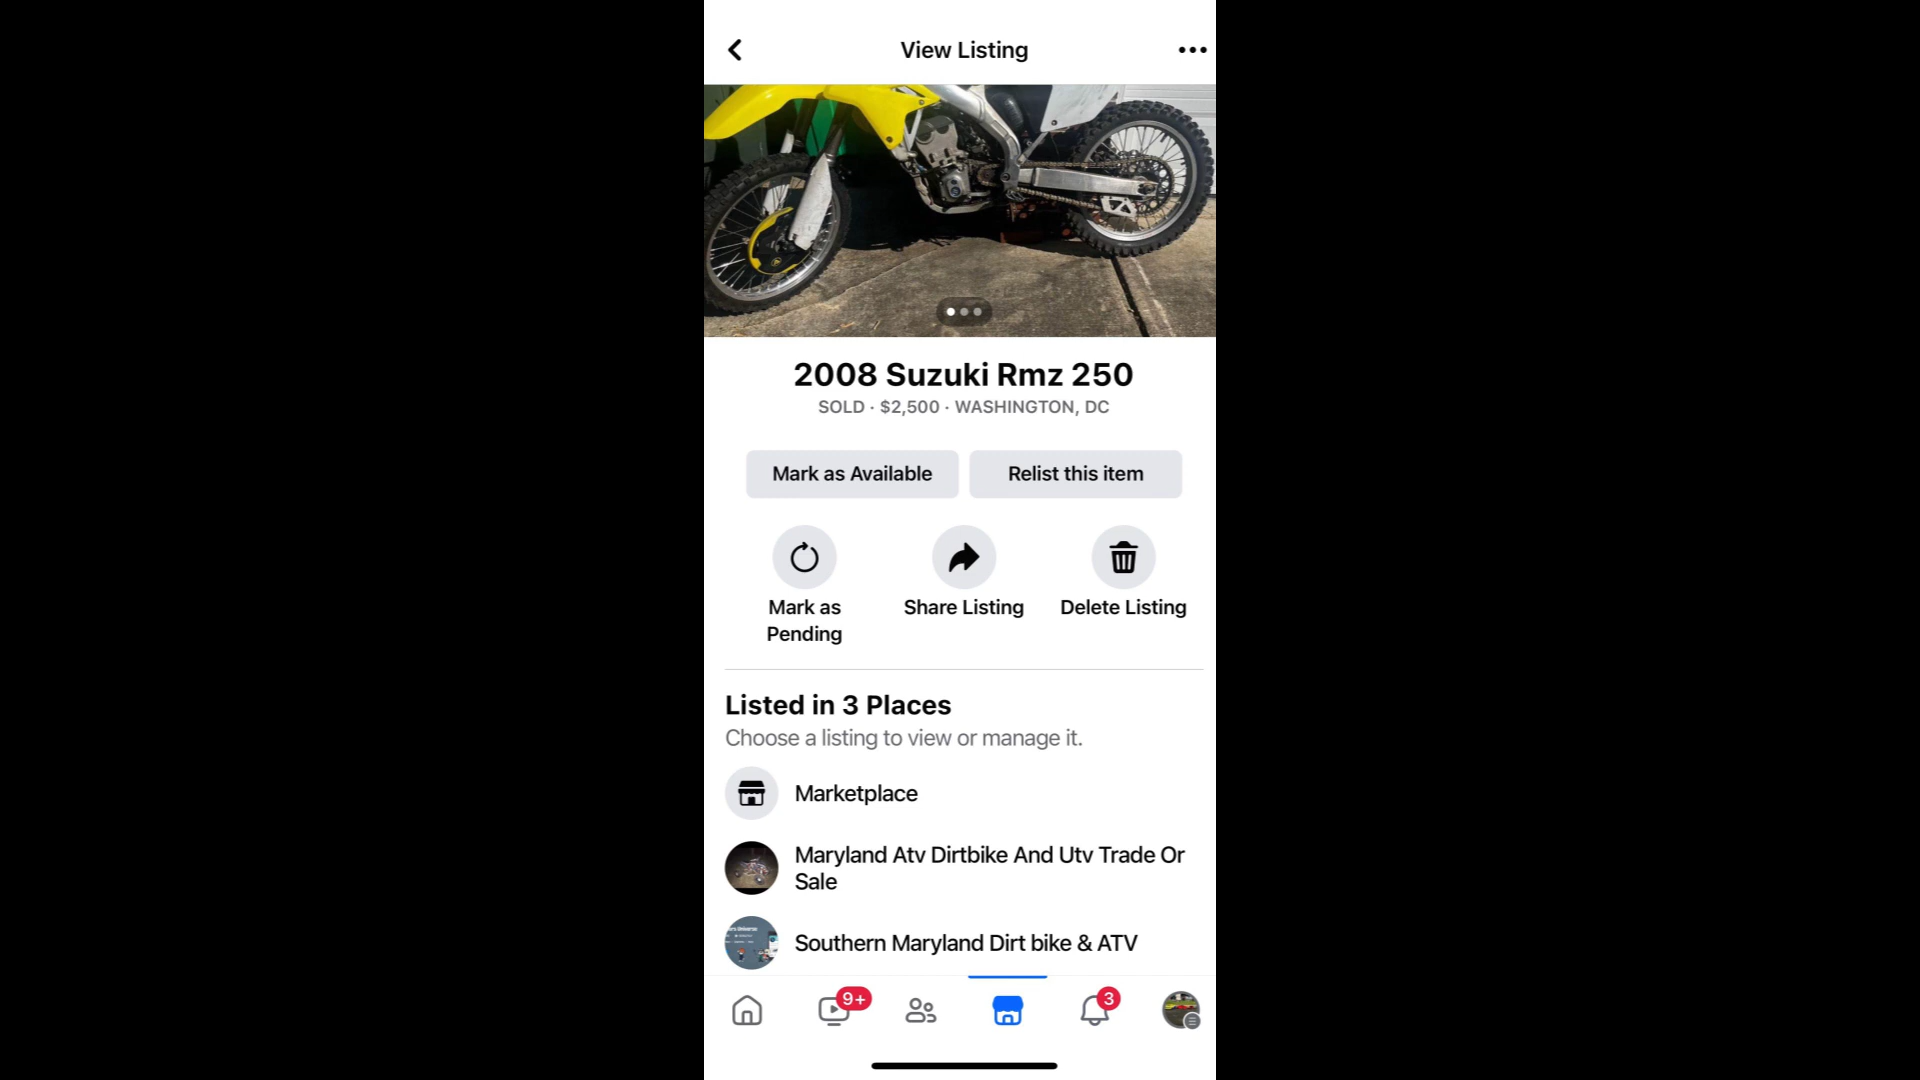 View Listing
2008 Suzuki Rmz 250
SOLD · $2,500 · WASHINGTON, DC
Mark as Available
Relist this item
Mark as
Pending
Share Listing
Delete Listing
Listed in 3 Places
Choose a listing to view or manage it.
Marketplace
Maryland Atv Dirtbike And Utv Trade Or
Sale
Southern Maryland Dirt bike & ATV
9+
3